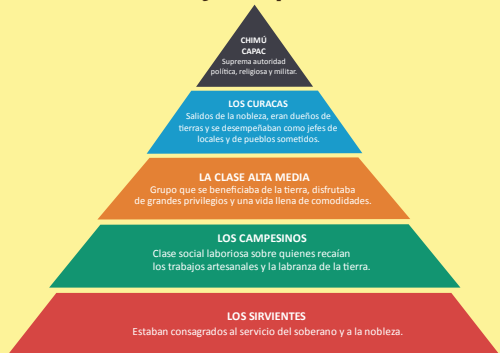 CHIMÚ
CAPAC
Suprema autoridad
política, religiosa y militar.
LOS CURACAS
Salidos de la nobleza, eran dueños de
tierras y se desempeñaban como jefes de
locales y de pueblos sometidos.
LA CLASE ALTA MEDIA
Grupo que se beneficiaba de la tierra, disfrutaba
de grandes privilegios y una vida llena de comodidades.
LOS CAMPESINOS
Clase social laboriosa sobre quienes recaían
los trabajos artesanales y la labranza de la tierra.
LOS SIRVIENTES
Estaban consagrados al servicio del soberano y a la nobleza.